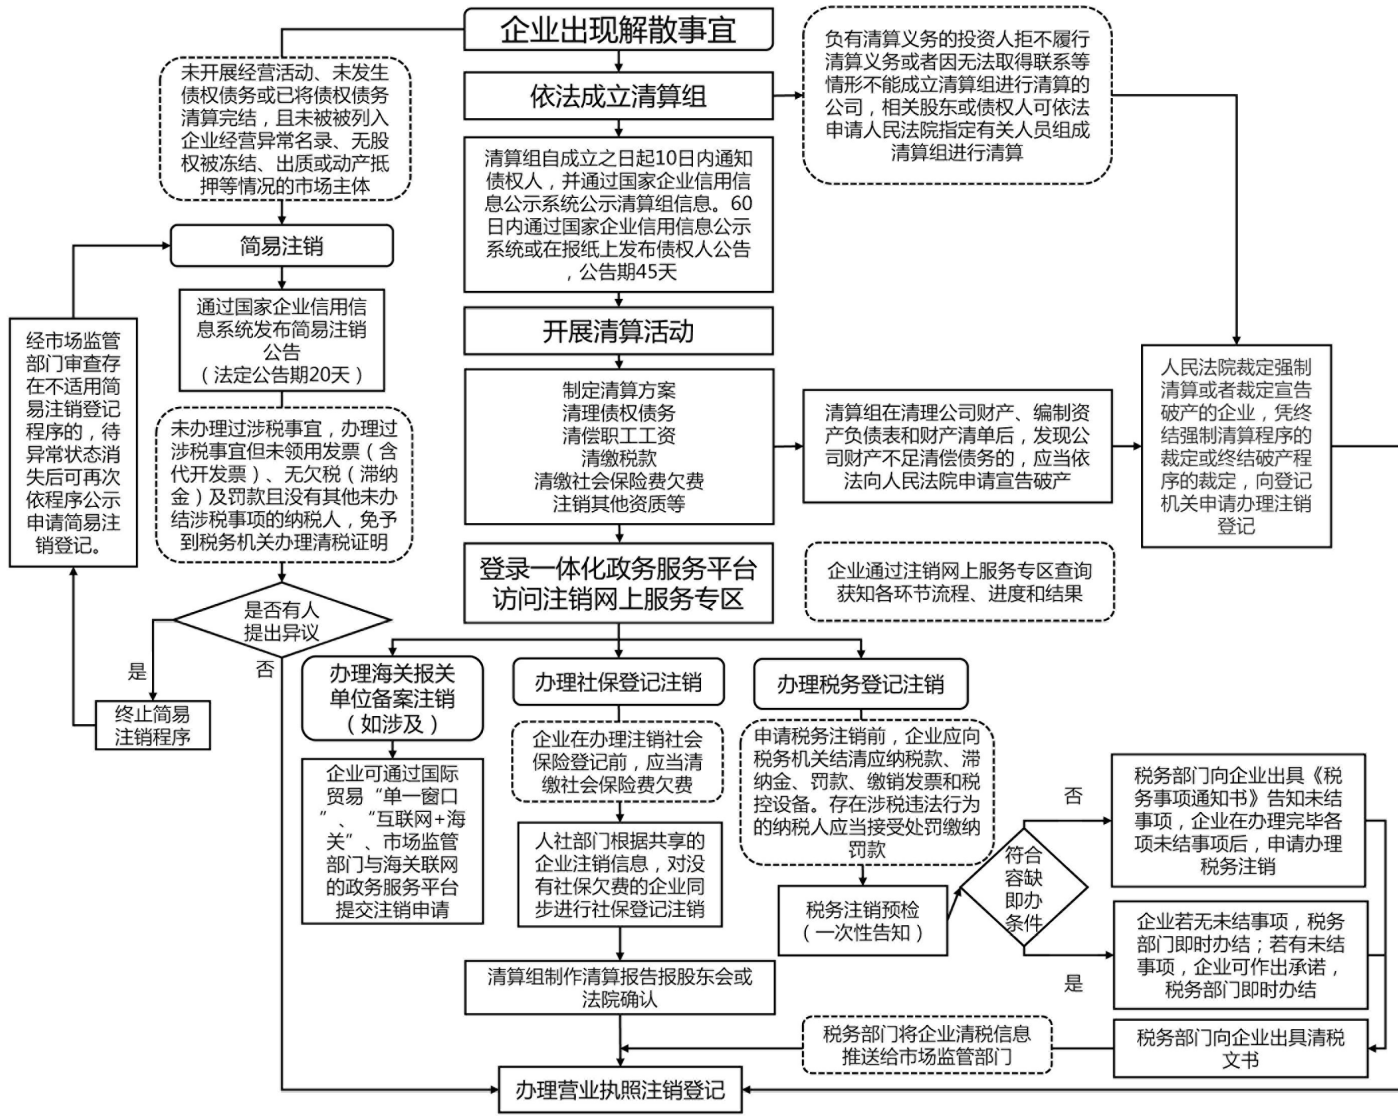 企业出现解散事宜
未开展经营活动、未发生
债权债务或已将债权债务
清算完结，且未被被列入
企业经营异常名录、无股
权被冻结、出质或动产抵
押等情况的市场主体
依法成立清算组
负有清算义务的投资人拒不履行
清算义务或者因无法取得联系等
情形不能成立清算组进行清算的
公司，相关股东或债权人可依法
申请人民法院指定有关人员组成
清算组进行清算
清算组自成立之日起10日内通知
债权人，并通过国家企业信用信
息公示系统公示清算组信息。60
日内通过国家企业信用信息公示
系统或在报纸上发布债权人公告
，公告期45天
简易注销
通过国家企业信用信
息系统发布简易注销
公告
（法定公告期20天）
开展清算活动
经市场监管
部门审查存
在不适用简
易注销登记
程序的，待
异常状态消
失后可再次
依程序公示
申请简易注
销登记。
未办理过涉税事宜，办理过
涉税事宜但未领用发票（含
代开发票）、无欠税（滞纳
金）及罚款且没有其他未办
结涉税事项的纳税人，免予
到税务机关办理清税证明
制定清算方案
清理债权债务
清偿职工工资
清缴税款
清缴社会保险费欠费
注销其他资质等
清算组在清理公司财产、编制资
产负债表和财产清单后，发现公
司财产不足清偿债务的，应当依
法向人民法院申请宣告破产
人民法院裁定强制
清算或者裁定宣告
破产的企业，凭终
结强制清算程序的
裁定或终结破产程
序的裁定，向登记
机关申请办理注销
登记
登录一体化政务服务平台
访问注销网上服务专区
企业通过注销网上服务专区查询
获知各环节流程、进度和结果
是否有人
提出异议
是
否
终止简易
注销程序
办理海关报关
单位备案注销
（如涉及）
办理社保登记注销
办理税务登记注销
企业可通过国际
贸易“单一窗口
”、“互联网+海
关”、市场监管
部门与海关联网
的政务服务平台
提交注销申请
企业在办理注销社会
保险登记前，应当清
缴社会保险费欠费
人社部门根据共享的
企业注销信息，对没
有社保欠费的企业同
步进行社保登记注销
申请税务注销前，企业应向
税务机关结清应纳税款、滞
纳金、罚款、缴销发票和税
控设备。存在涉税违法行为
的纳税人应当接受处罚缴纳
罚款
税务注销预检
（一次性告知）
符合
容缺
即办
条件
否
税务部门向企业出具《税
务事项通知书》告知未结
事项，企业在办理完毕各
项未结事项后，申请办理
税务注销
是
企业若无未结事项，税务
部门即时办结；若有未结
事项，企业可作出承诺，
税务部门即时办结
清算组制作清算报告报股东会或
法院确认
税务部门将企业清税信息
推送给市场监管部门
税务部门向企业出具清税
文书
办理营业执照注销登记